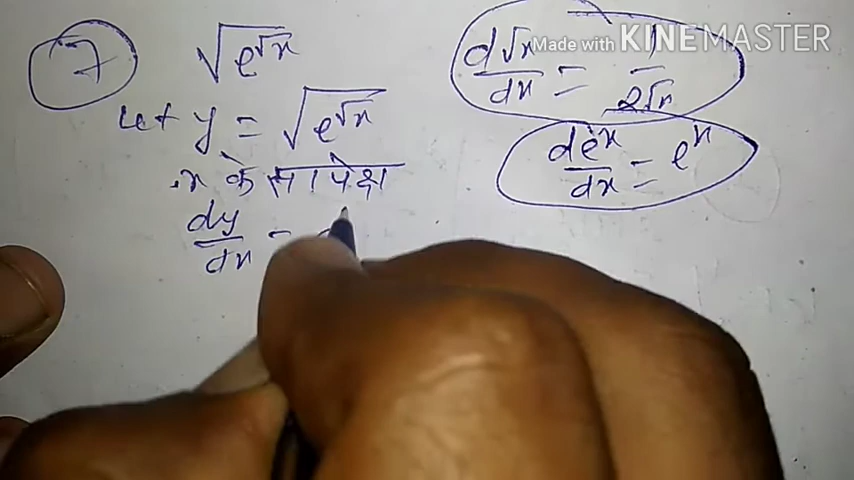 7 √e^√x
Let y = √e^√x
x के सापेक्ष
dy/dx =
d√x/dx = 1/2√x
de^x/dx = e^x
Made with KINEMASTER